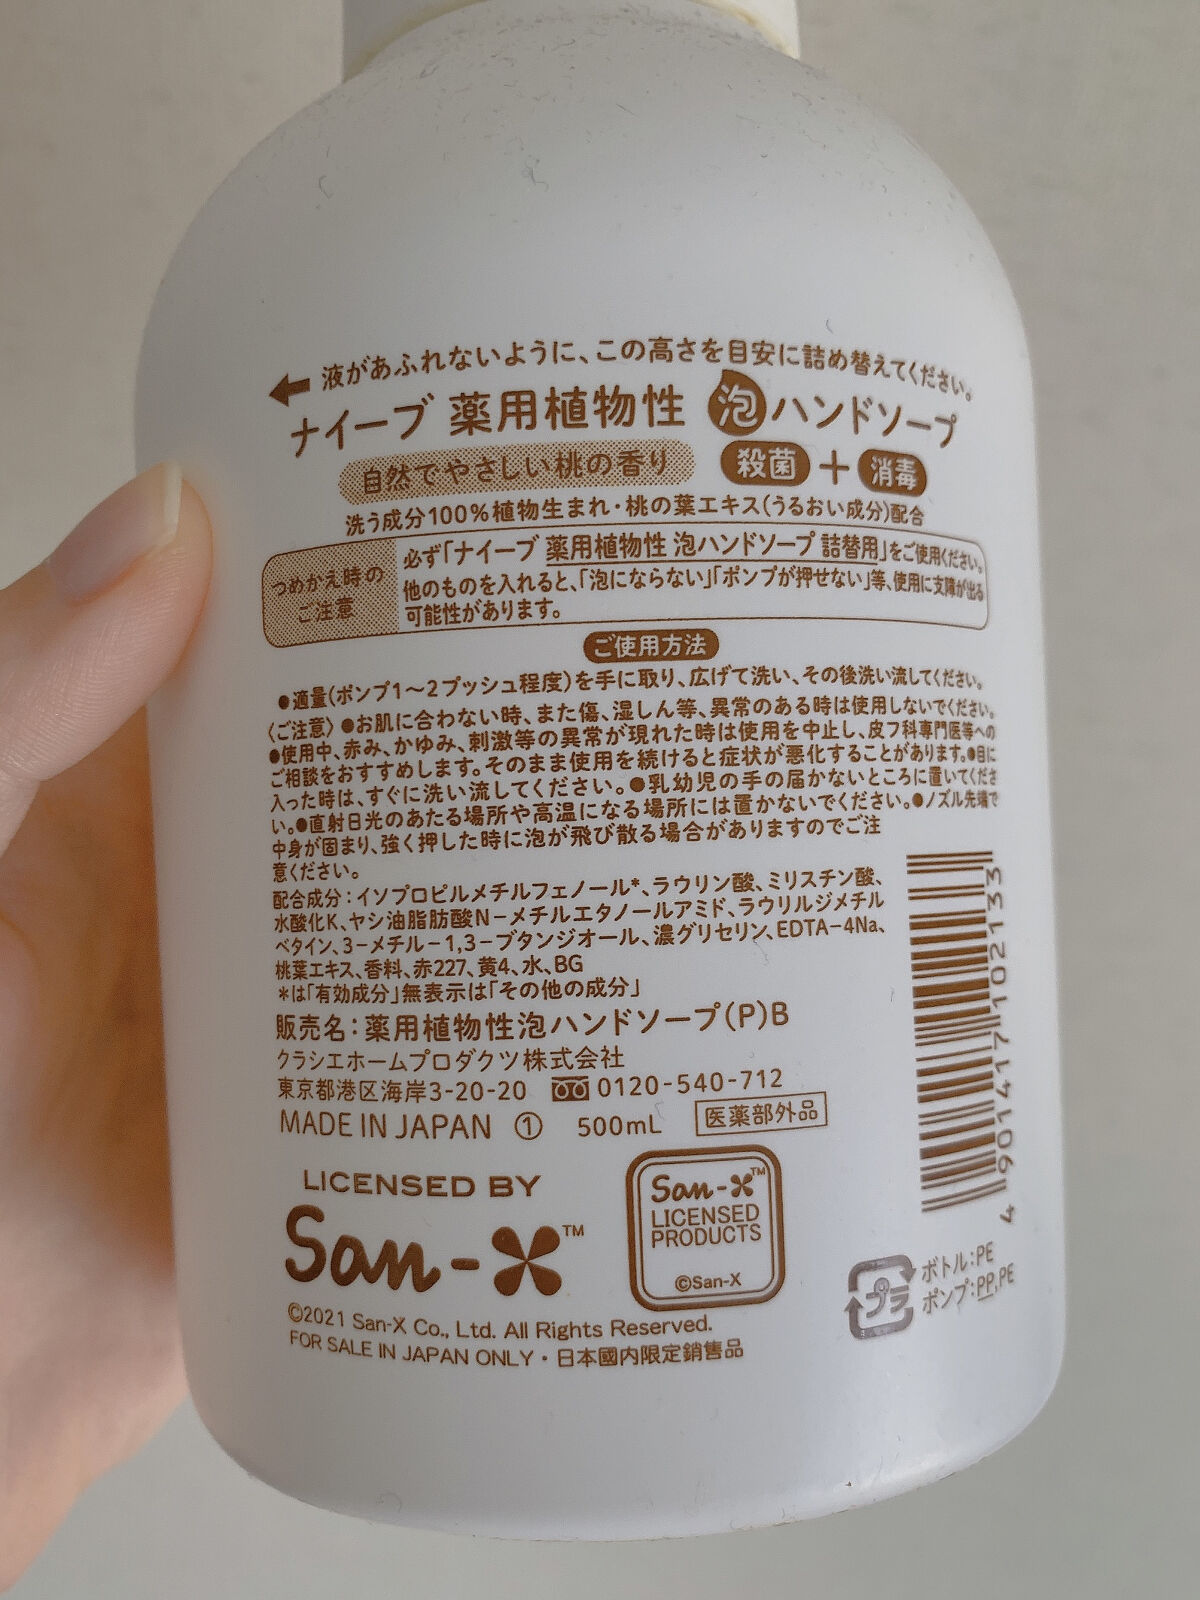 液があふれないように、この高さを目安に詰め替えてください。
ナイーブ 薬用植物性 泡ハンドソープ
自然でやさしい桃の香り 殺菌+消毒
洗う成分100%植物生まれ・桃の葉エキス(うるおい成分)配合
つめかえ時のご注意
必ず「ナイーブ 薬用植物性 泡ハンドソープ 詰替用」をご使用ください。
他のものを入れると、「泡にならない」「ポンプが押せない」等、使用に支障が出る
可能性があります。
ご使用方法
●適量(ポンプ1〜2プッシュ程度)を手に取り、広げて洗い、その後洗い流してください。
〈ご注意〉●お肌に合わない時、また傷、湿しん等、異常のある時は使用しないでください。
●使用中、赤み、かゆみ、刺激等の異常が現れた時は使用を中止し、皮フ科専門医等への
ご相談をおすすめします。そのまま使用を続けると症状が悪化することがあります。●目に
入った時は、すぐに洗い流してください。●乳幼児の手の届かないところに置いてくださ
い。●直射日光のあたる場所や高温になる場所には置かないでください。●ノズル先端で
中身が固まり、強く押した時に泡が飛び散る場合がありますのでご注
意ください。
配合成分:イソプロピルメチルフェノール*、ラウリン酸、ミリスチン酸、
水酸化K、ヤシ油脂肪酸N-メチルエタノールアミド、ラウリルジメチル
ベタイン、3-メチル-1,3-ブタンジオール、濃グリセリン、EDTA-4Na、
桃葉エキス、香料、赤227、黄4、水、BG
*は「有効成分」無表示は「その他の成分」
販売名:薬用植物性泡ハンドソープ(P)B
クラシエホームプロダクツ株式会社
東京都港区海岸3-20-20 0120-540-712
MADE IN JAPAN ① 500mL 医薬部外品
4901417102133
LICENSED BY
San-X™
San-X™
LICENSED
PRODUCTS
©San-X
プラ
ボトル:PE
ポンプ:PP,PE
©2021 San-X Co., Ltd. All Rights Reserved.
FOR SALE IN JAPAN ONLY・日本國内限定銷售品